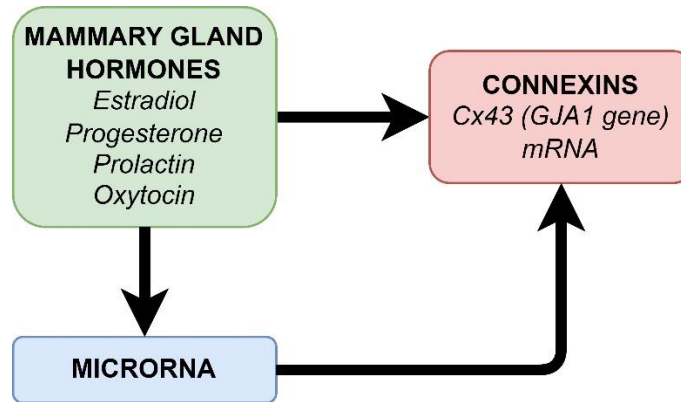 MAMMARY GLAND
HORMONES
Estradiol
Progesterone
Prolactin
Oxytocin
CONNEXINS
Cx43 (GJA1 gene)
mRNA
MICRORNA